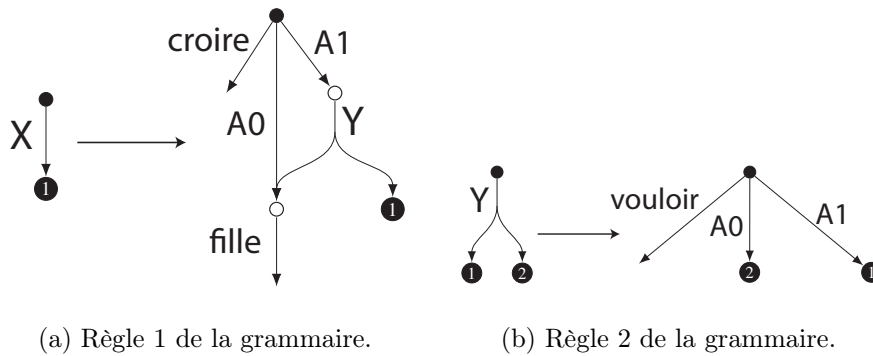 croire
A1
X
A0
Y
1
1
fille
Y
vouloir
A0
A1
1
2
2
1
(a) Règle 1 de la grammaire.
(b) Règle 2 de la grammaire.